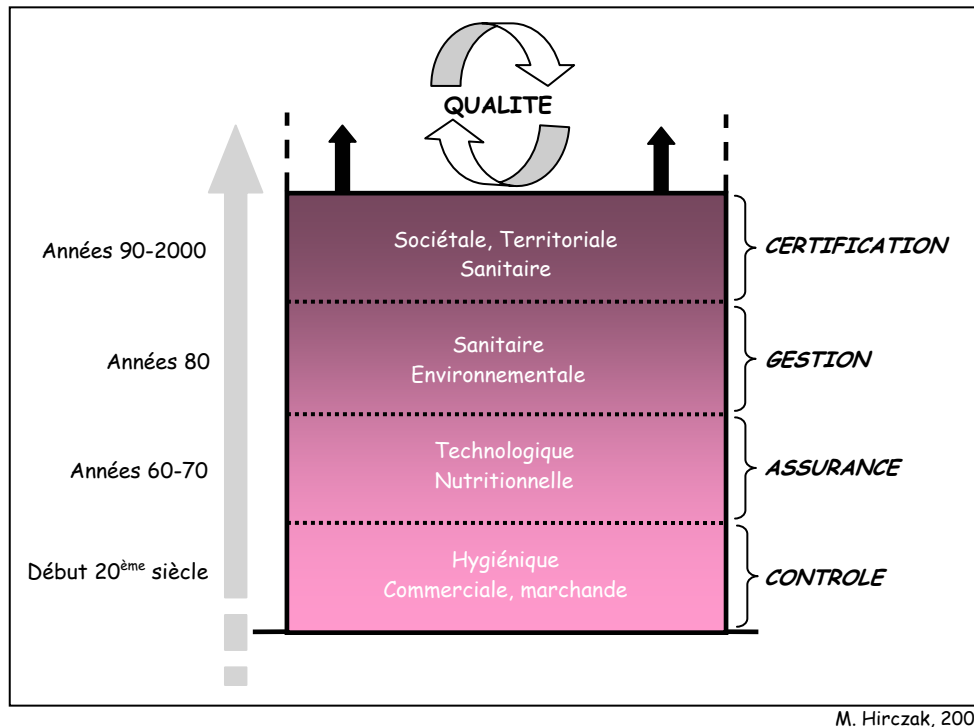 QUALITE
Années 90-2000
Sociétale, Territoriale
Sanitaire
CERTIFICATION
Années 80
Sanitaire
Environnementale
GESTION
Années 60-70
Technologique
Nutritionnelle
ASSURANCE
Début 20ème siècle
Hygiénique
Commerciale, marchande
CONTROLE
M. Hirczak, 200